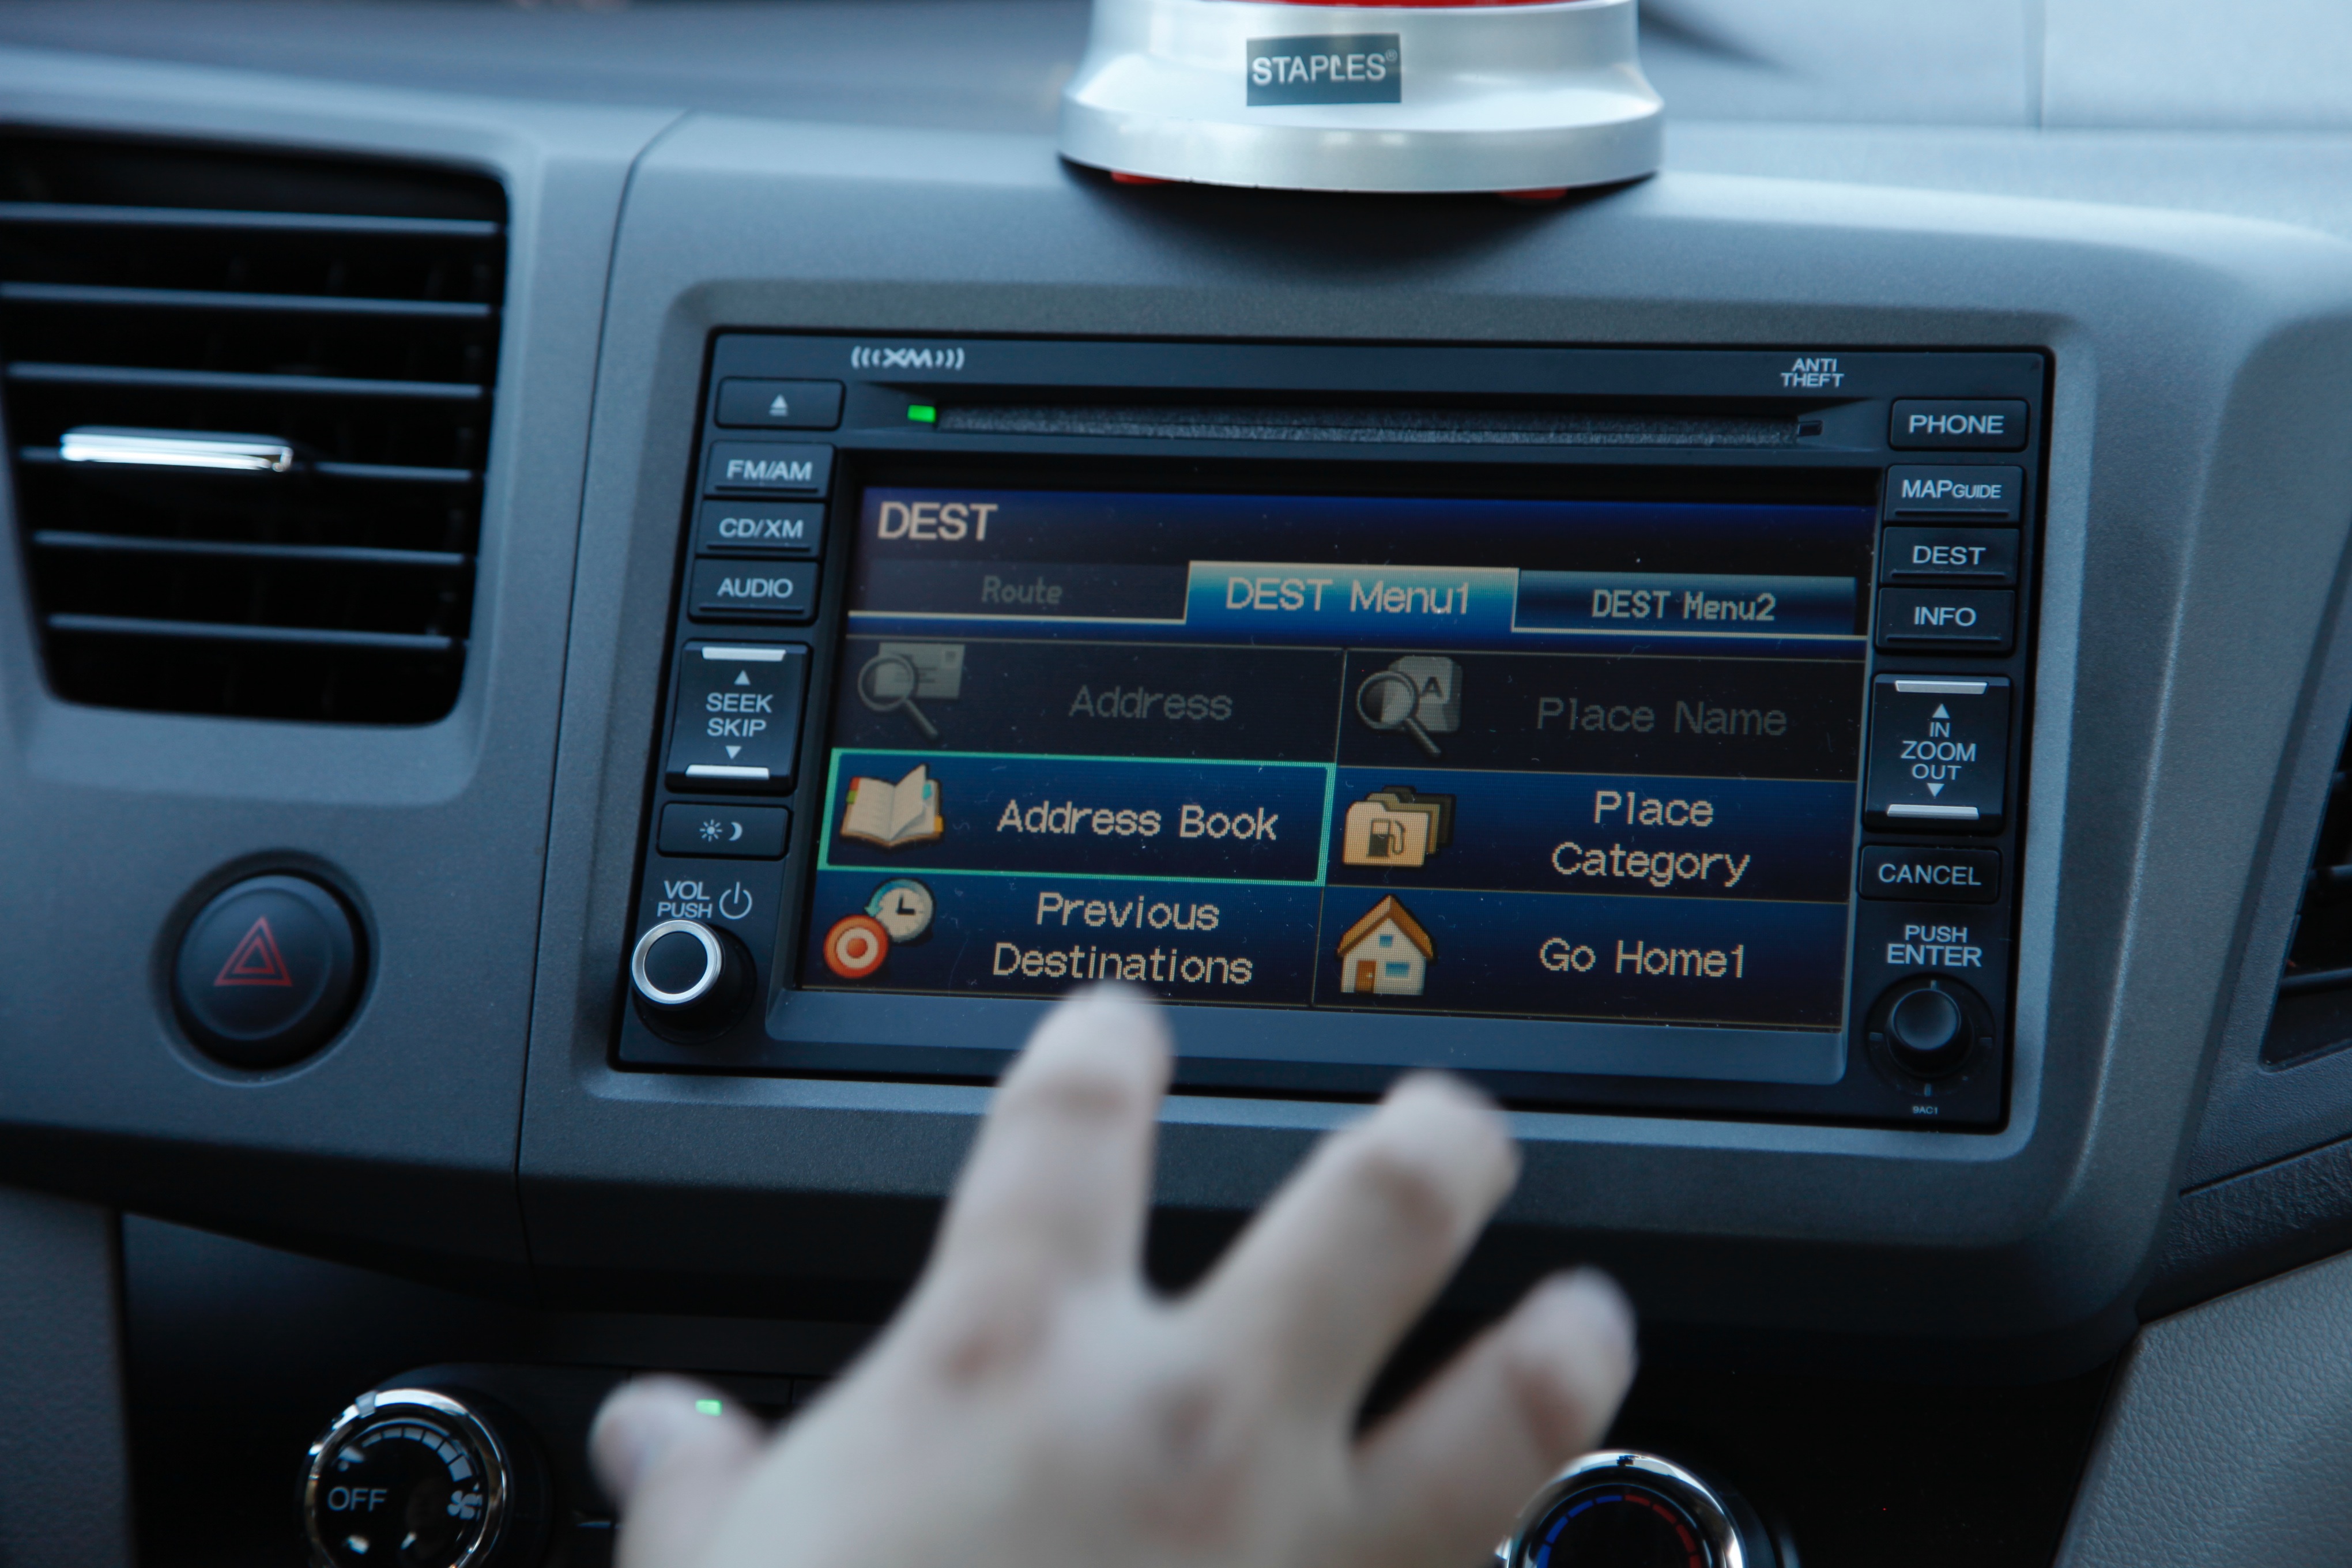 STAPLES®
XM
ANTI
THEFT
PHONE
FM/AM
MAPGUIDE
CD/XM
DEST
AUDIO
INFO
SEEK
SKIP
IN
ZOOM
OUT
CANCEL
VOL
PUSH
PUSH
ENTER
9AC1
DEST
Route
DEST Menu1
DEST Menu2
Address
Place Name
A
Address Book
Place
Category
Previous
Destinations
Go Home1
OFF